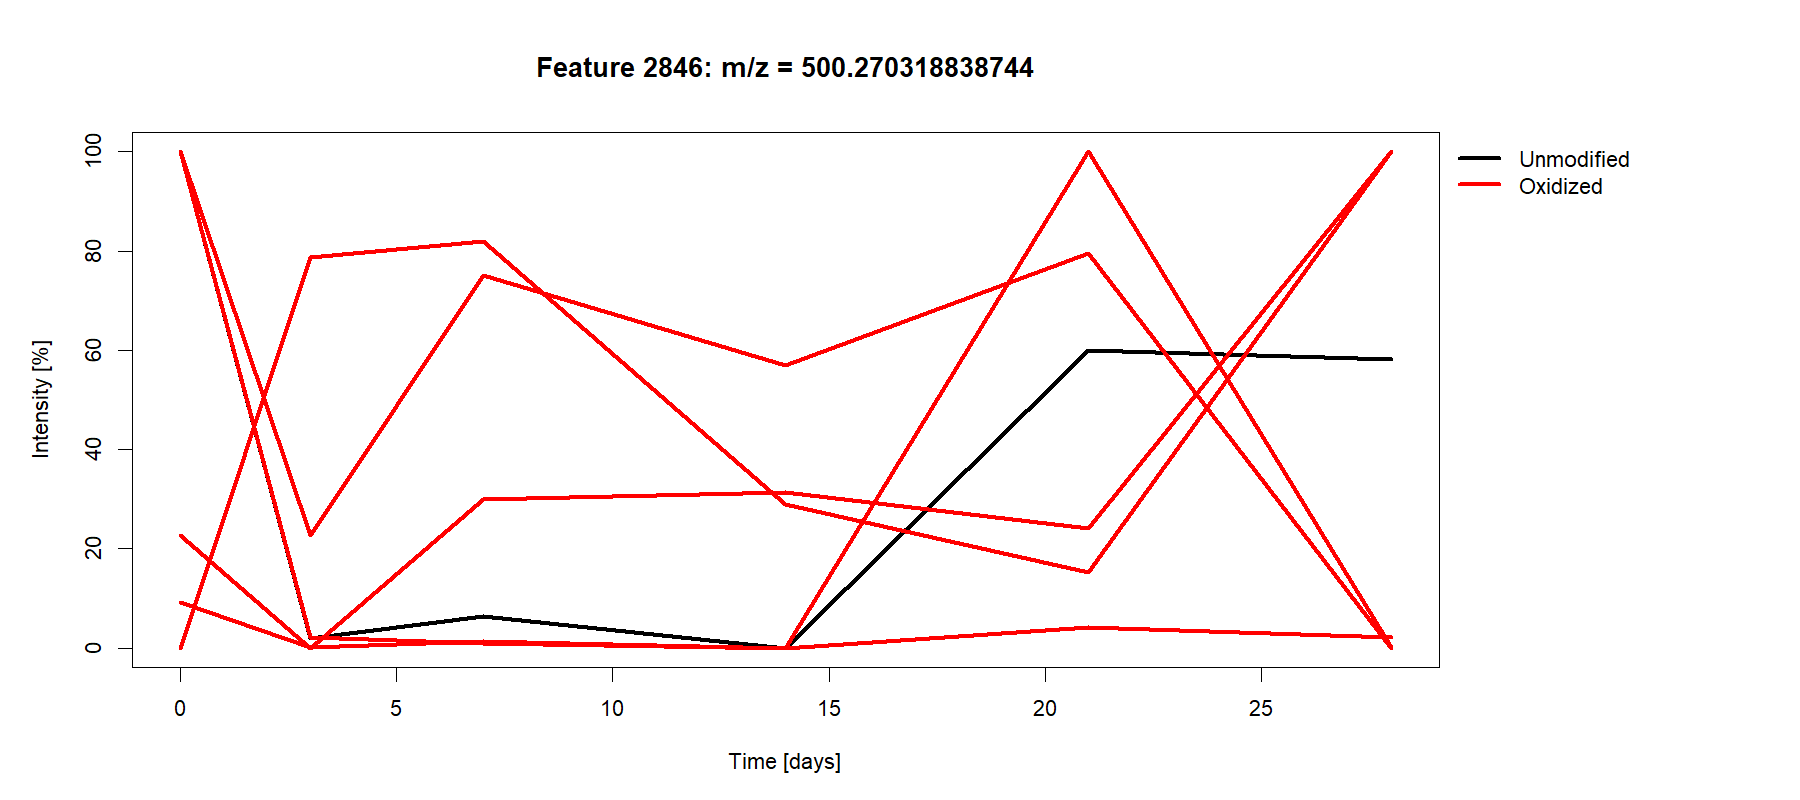 Feature 2846: m/z = 500.270318838744
Unmodified
Oxidized
Intensity [%]
100
80
60
40
20
0
0 5 10 15 20 25
Time [days]